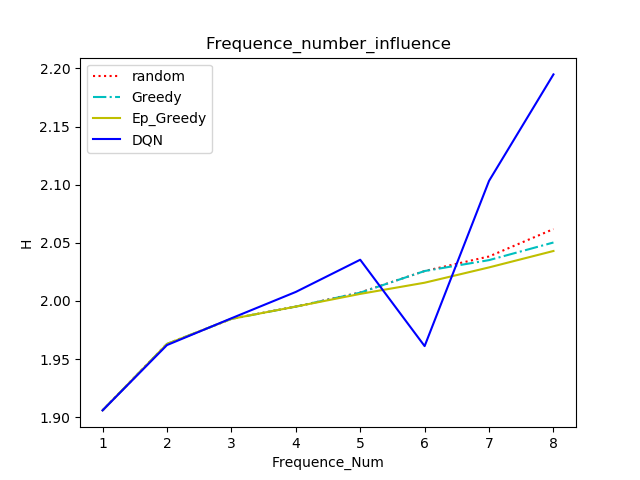 Frequence_number_influence
random
Greedy
Ep_Greedy
DQN
2.20
2.15
2.10
2.05
2.00
1.95
1.90
H
1 2 3 4 5 6 7 8
Frequence_Num